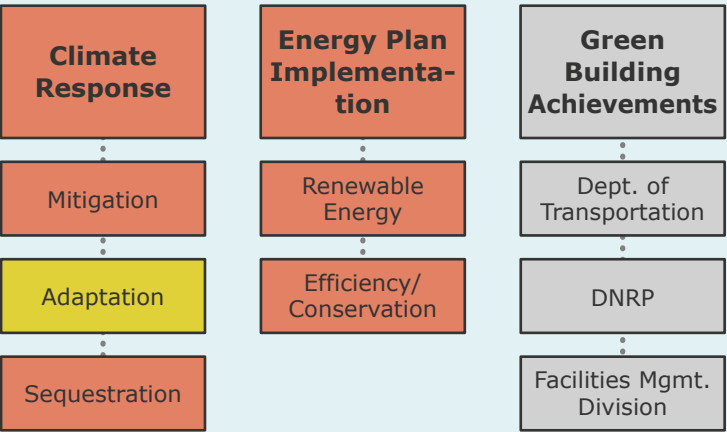 Climate
Response
Mitigation
Adaptation
Sequestration
Energy Plan
Implementa-
tion
Renewable
Energy
Efficiency/
Conservation
Green
Building
Achievements
Dept. of
Transportation
DNRP
Facilities Mgmt.
Division